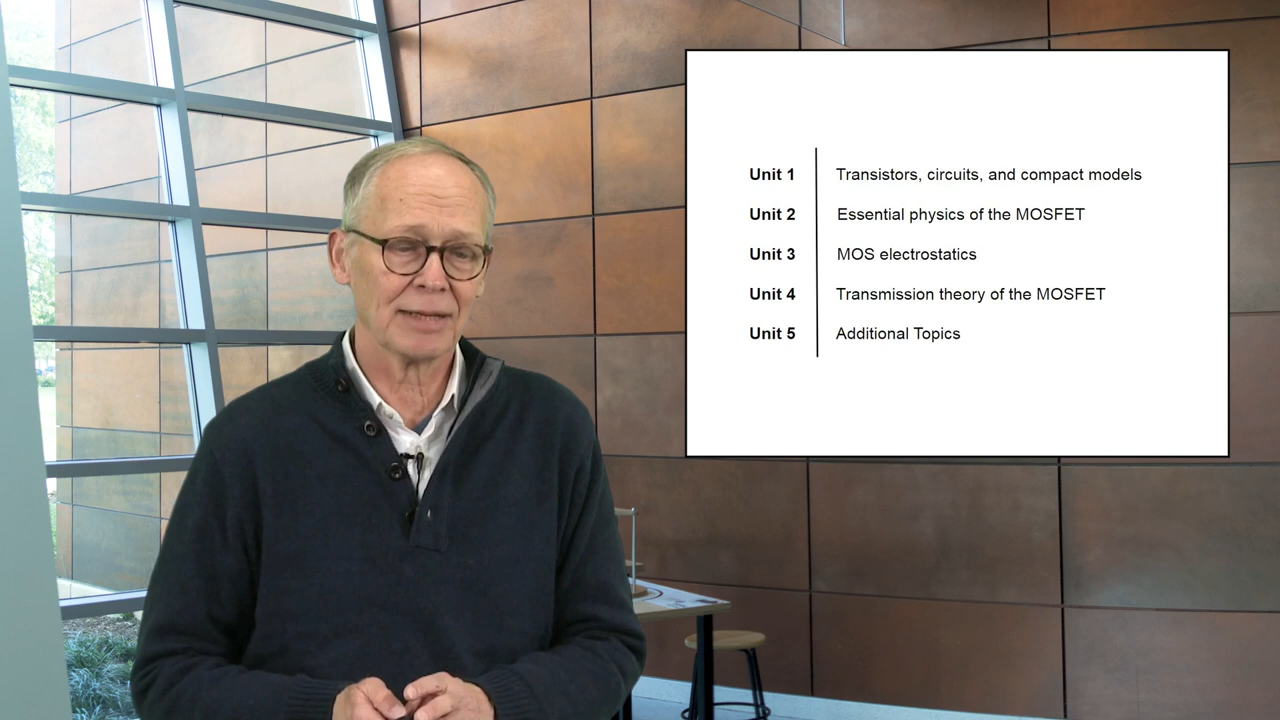 Unit 1 Transistors, circuits, and compact models
Unit 2 Essential physics of the MOSFET
Unit 3 MOS electrostatics
Unit 4 Transmission theory of the MOSFET
Unit 5 Additional Topics